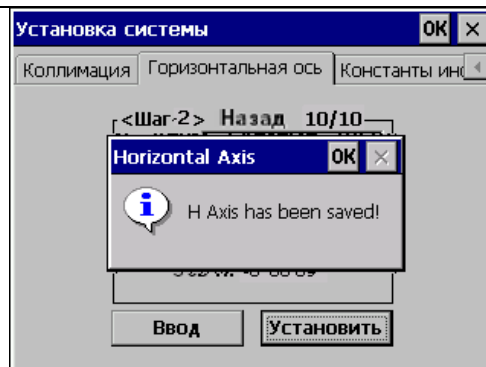 Установка системы OK ×
Коллимация Горизонтальная ось Константы инс
<Шаг-2> Назад 10/10
Horizontal Axis OK ×
H Axis has been saved!
Ввод Установить